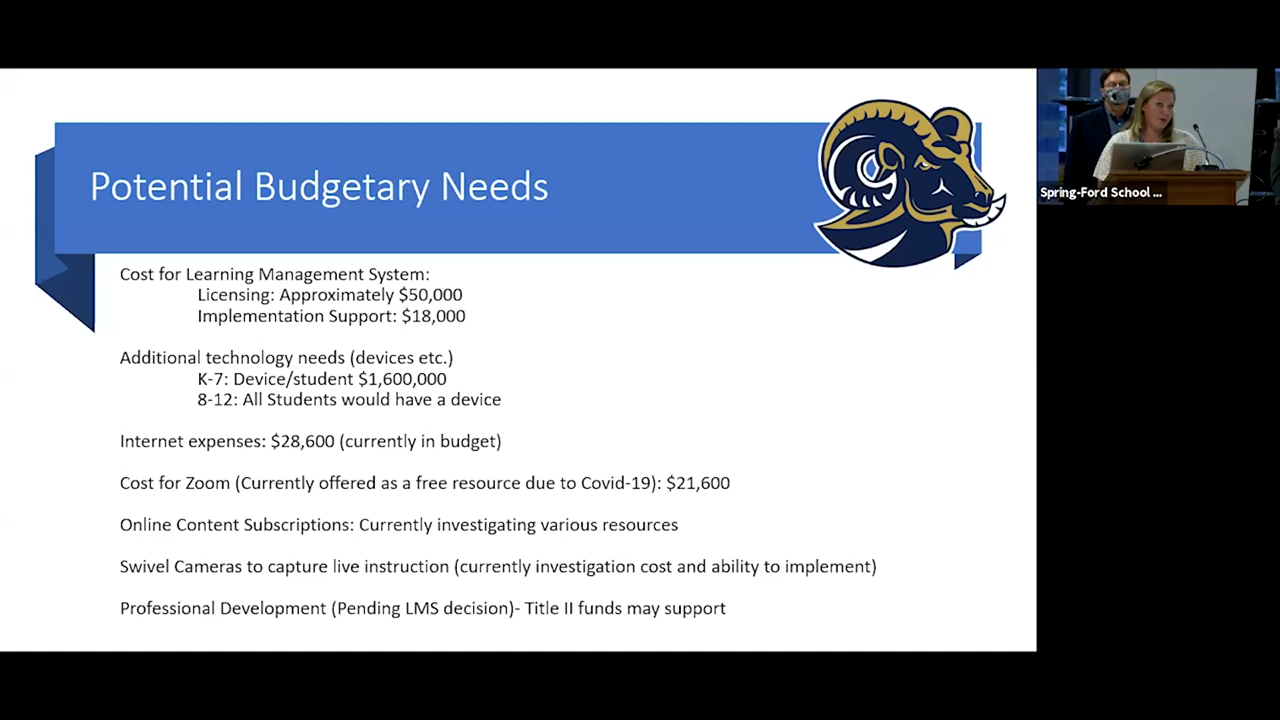 Potential Budgetary Needs
Spring-Ford School ...
Cost for Learning Management System:
Licensing: Approximately $50,000
Implementation Support: $18,000
Additional technology needs (devices etc.)
K-7: Device/student $1,600,000
8-12: All Students would have a device
Internet expenses: $28,600 (currently in budget)
Cost for Zoom (Currently offered as a free resource due to Covid-19): $21,600
Online Content Subscriptions: Currently investigating various resources
Swivel Cameras to capture live instruction (currently investigation cost and ability to implement)
Professional Development (Pending LMS decision)- Title II funds may support